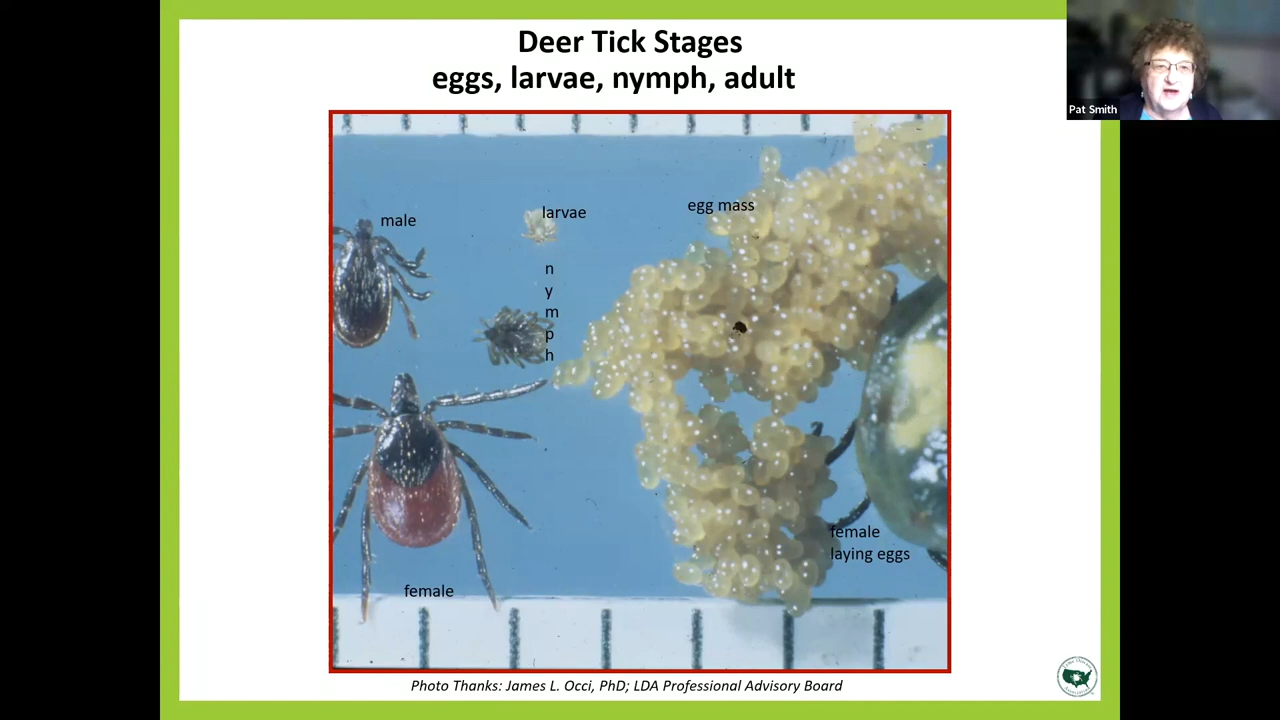 Deer Tick Stages
eggs, larvae, nymph, adult
Pat Smith
male
larvae
egg mass
n
y
m
p
h
female
laying eggs
female
Photo Thanks: James L. Occi, PhD; LDA Professional Advisory Board